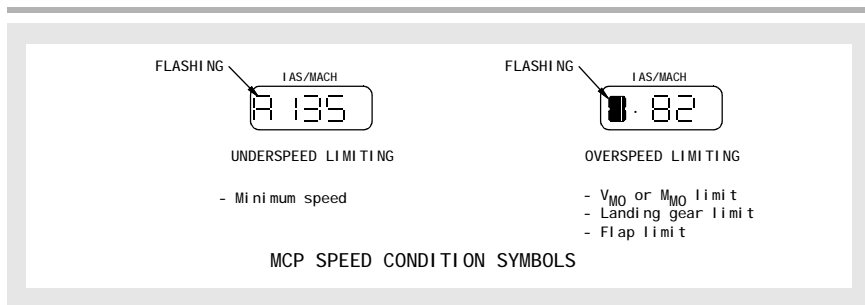 FLASHING
IAS/MACH
A 135
UNDERSPEED LIMITING
- Minimum speed
FLASHING
IAS/MACH
8.82
OVERSPEED LIMITING
- VMO or MMO limit
- Landing gear limit
- Flap limit
MCP SPEED CONDITION SYMBOLS